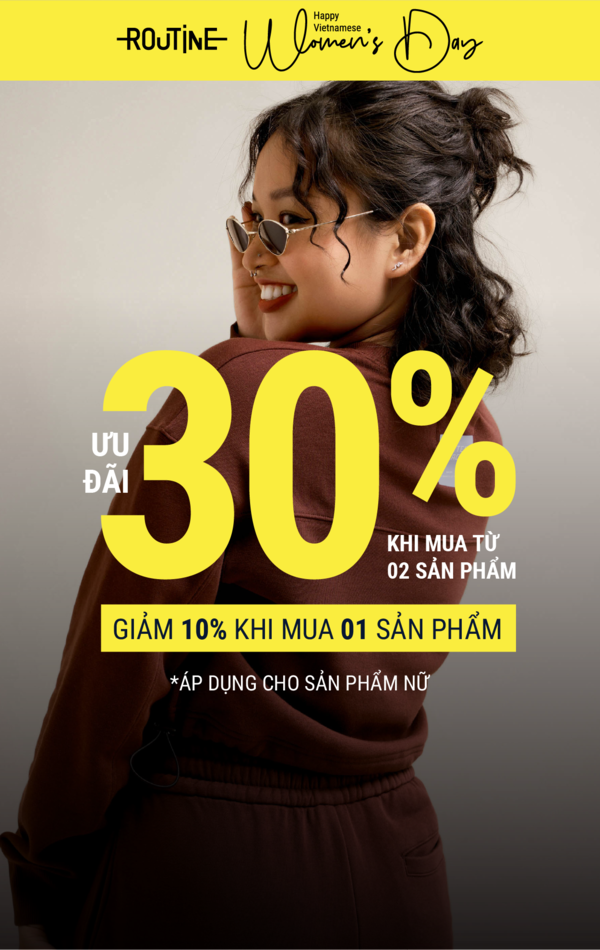 ROUTINE
Happy
Vietnamese
Women's Day
ƯU
ĐÃI
30%
KHI MUA TỪ
02 SẢN PHẨM
GIẢM 10% KHI MUA 01 SẢN PHẨM
*ÁP DỤNG CHO SẢN PHẨM NỮ